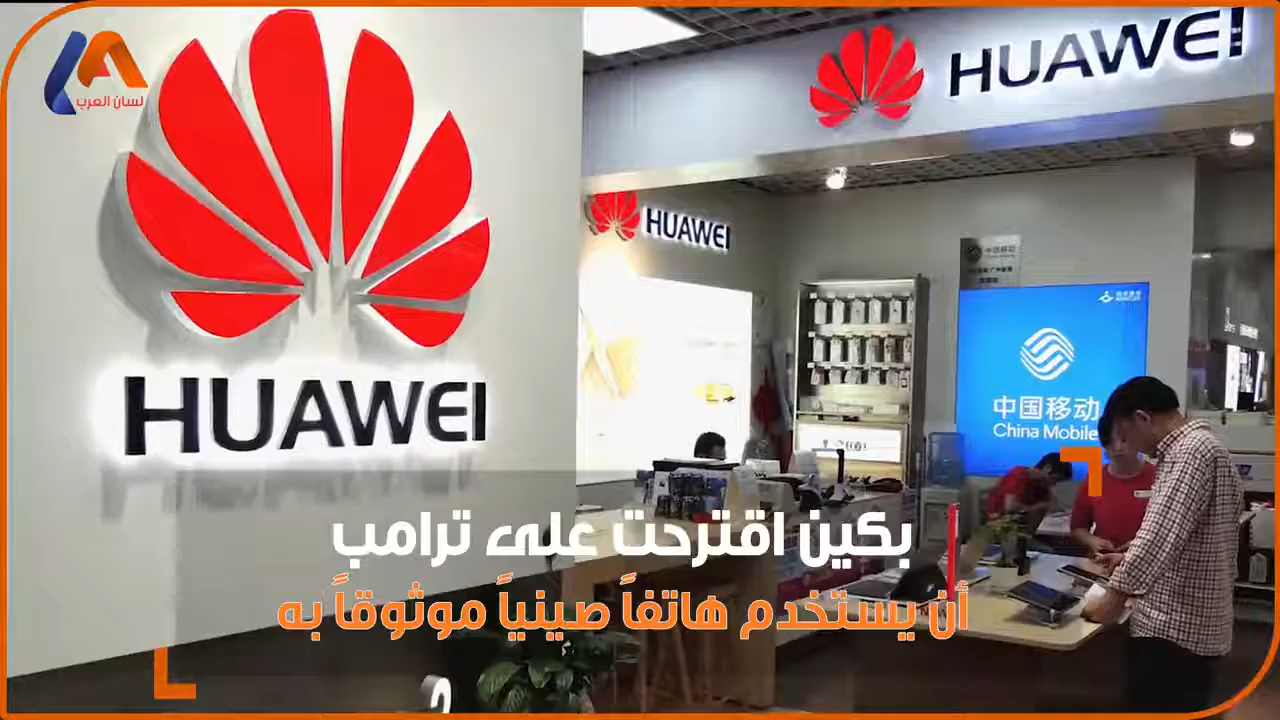 لسان العرب
HUAWEI
HUAWEI
HUAWEI
中国移动
China Mobile
بكين اقترحت على ترامب
أن يستخدم هاتفاً صينياً موثوقاً به